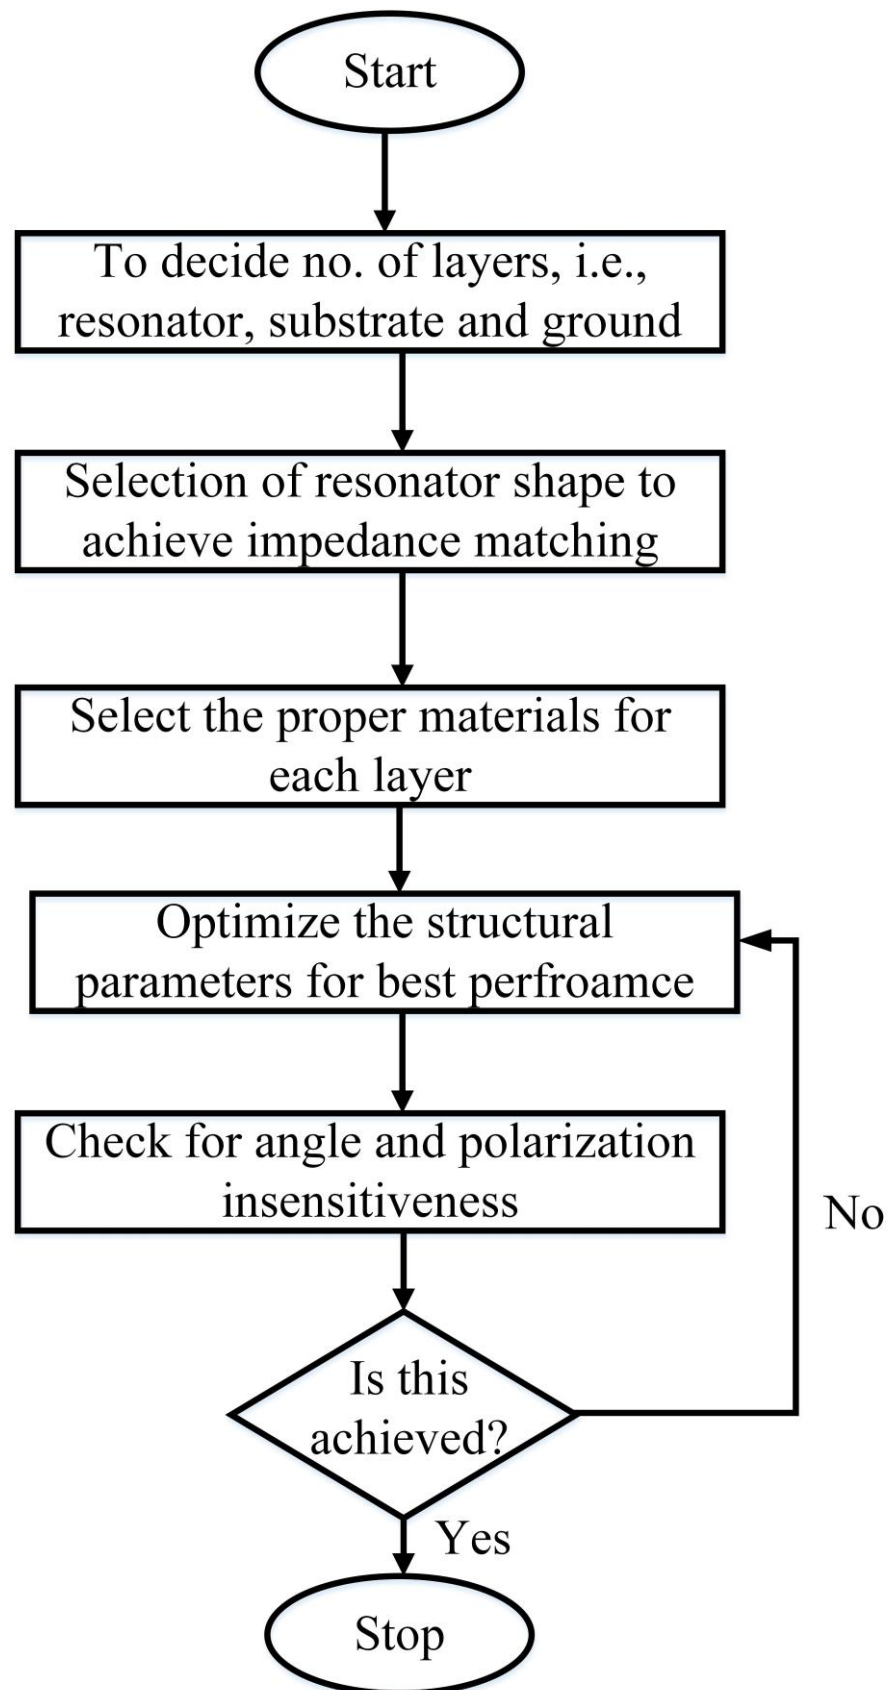 Start
To decide no. of layers, i.e.,
resonator, substrate and ground
Selection of resonator shape to
achieve impedance matching
Select the proper materials for
each layer
Optimize the structural
parameters for best perfroamce
Check for angle and polarization
insensitiveness
No
Is this
achieved?
Yes
Stop